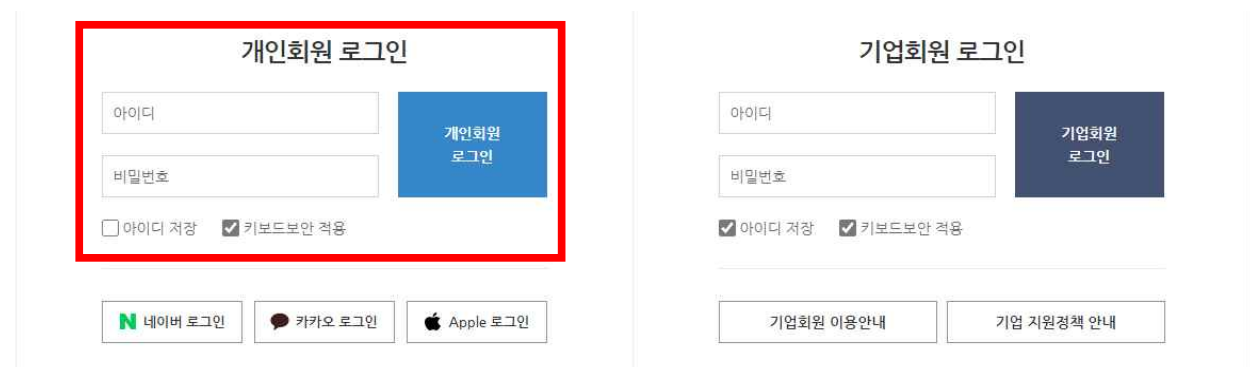 개인회원 로그인
아이디
비밀번호
개인회원
로그인
아이디 저장 키보드보안 적용
N 네이버 로그인 카카오 로그인 Apple 로그인
기업회원 로그인
아이디
비밀번호
기업회원
로그인
아이디 저장 키보드보안 적용
기업회원 이용안내 기업 지원정책 안내